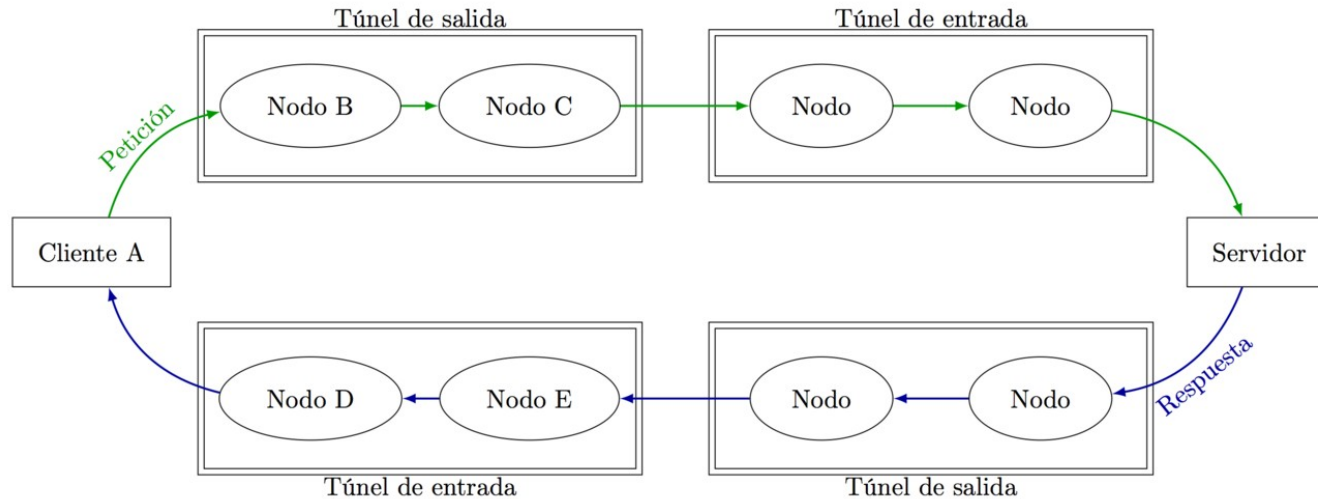 Túnel de salida
Túnel de entrada
Petición
Nodo B
Nodo C
Nodo
Nodo
Cliente A
Servidor
Nodo D
Nodo E
Nodo
Nodo
Respuesta
Túnel de entrada
Túnel de salida